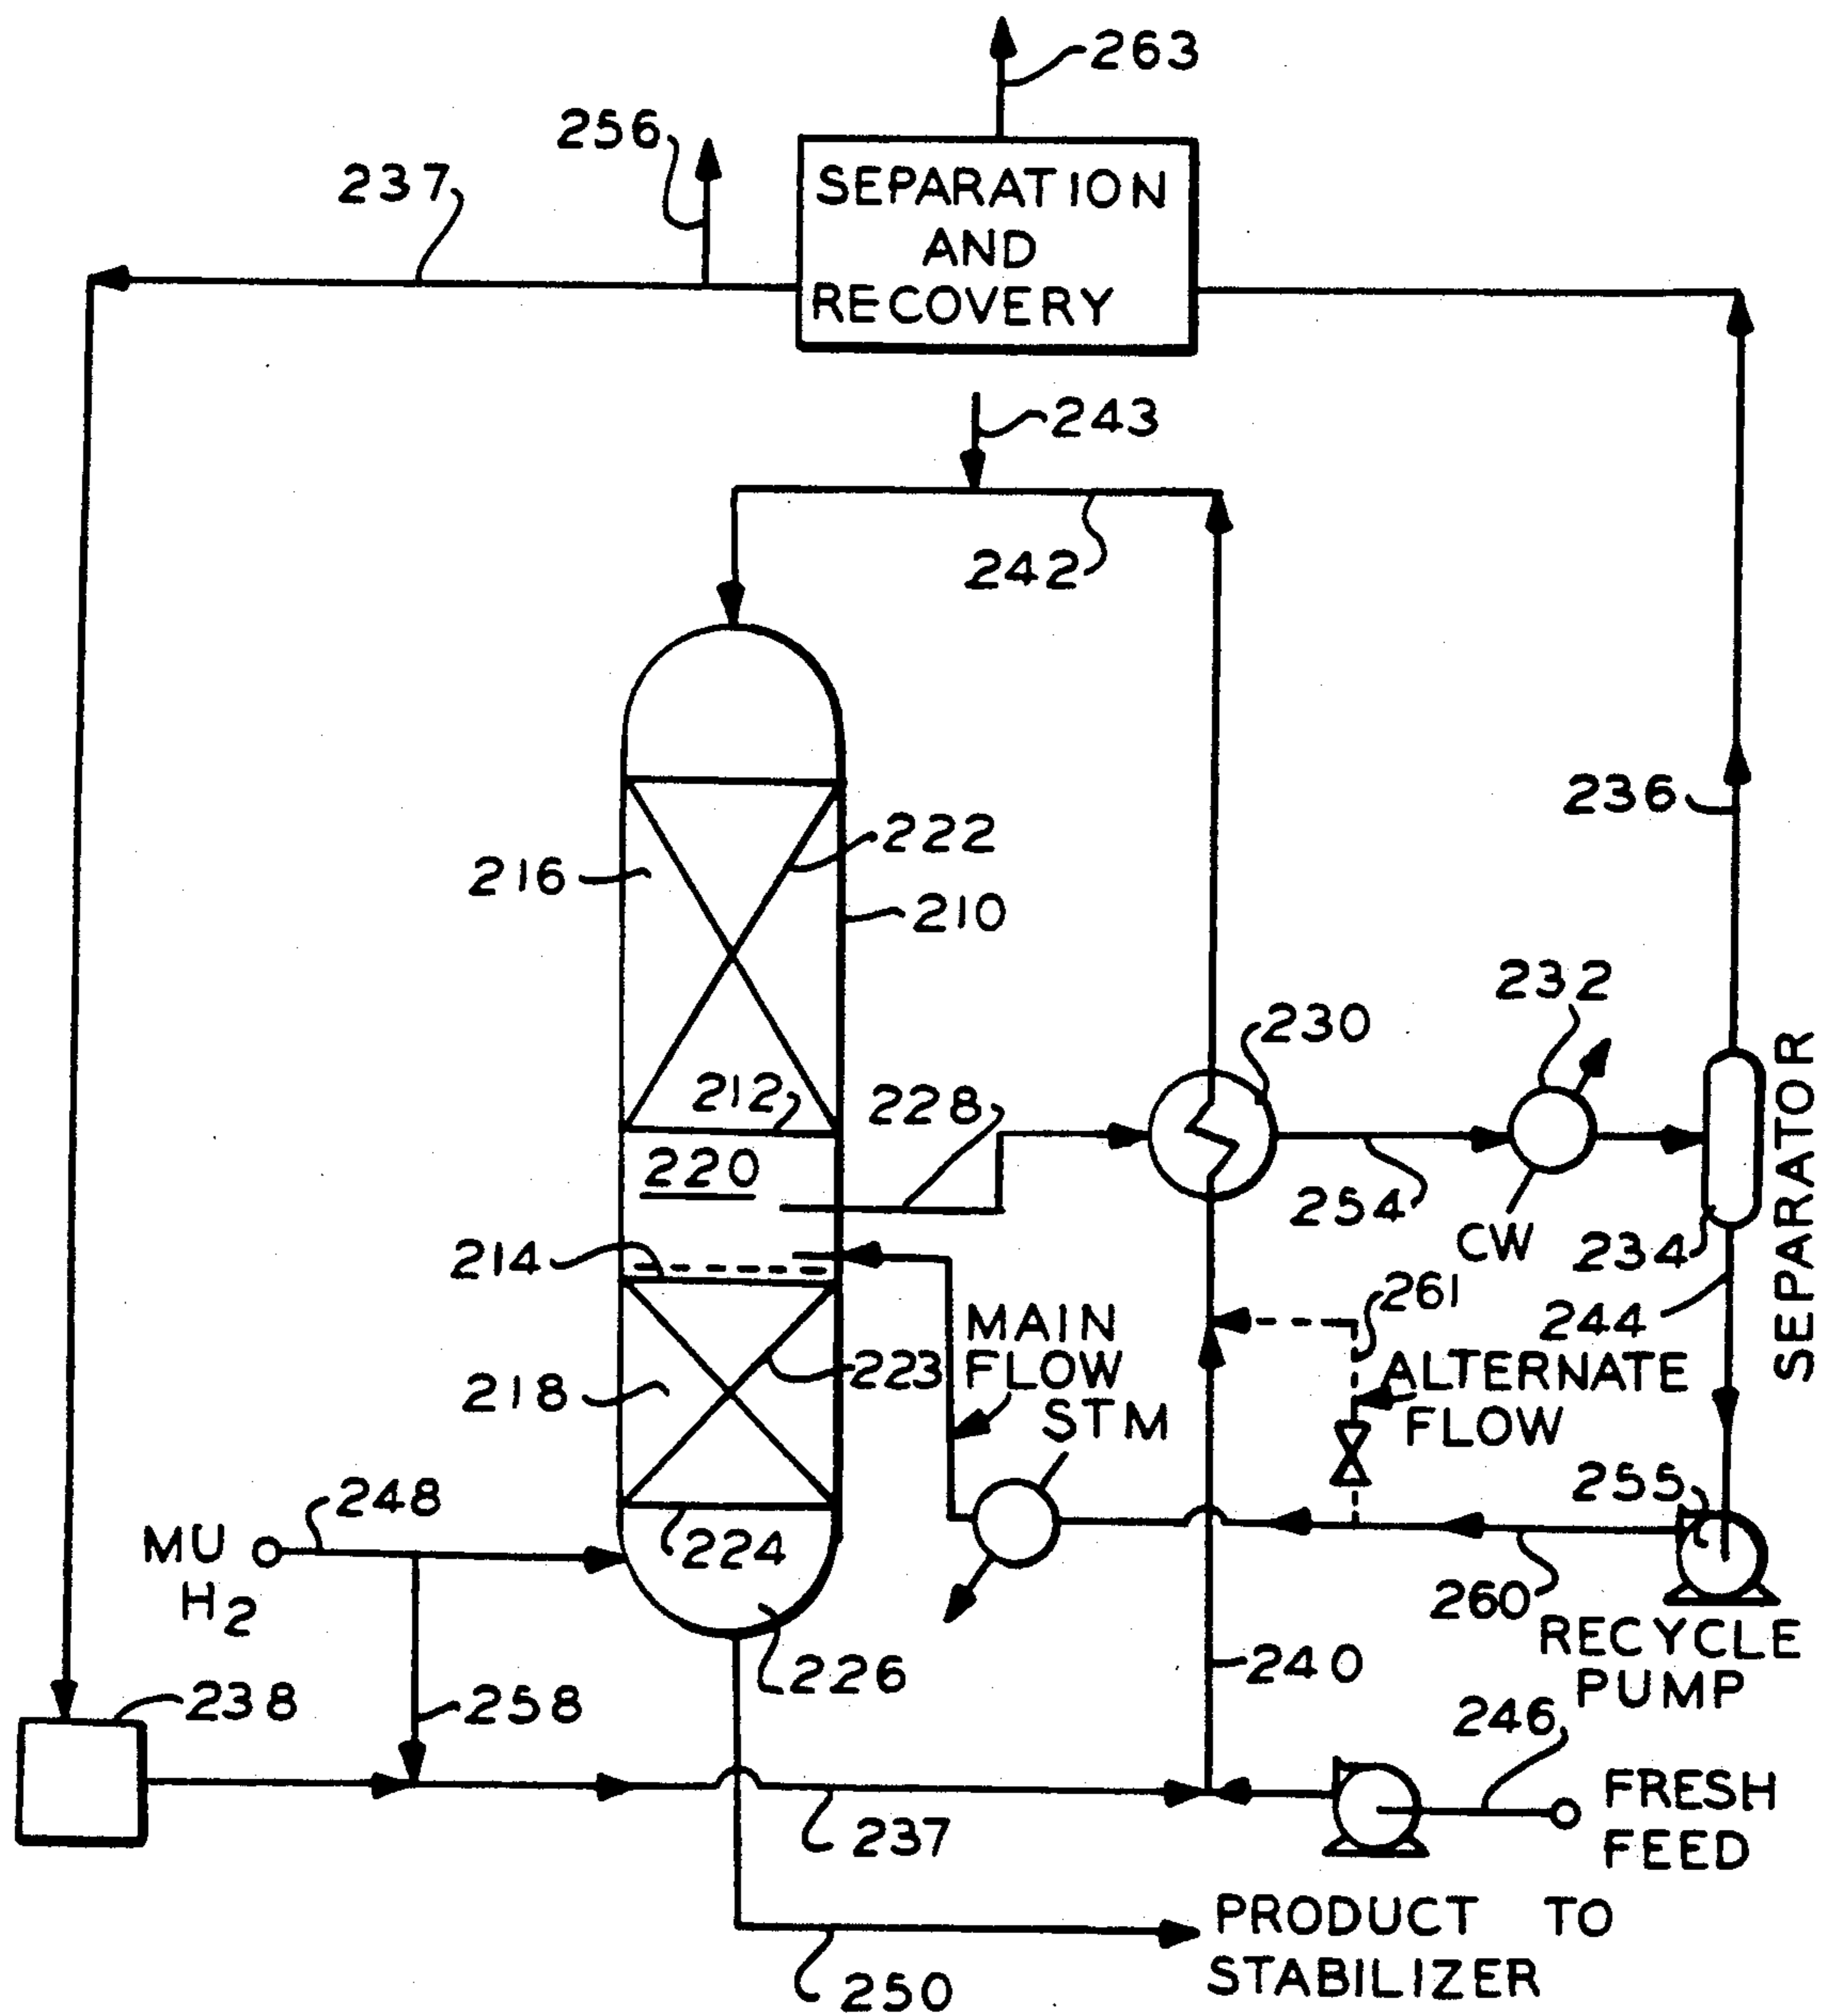 263
256
237
SEPARATION
AND
RECOVERY
243
242
236
222
216
210
232
230
212
228
220
254
CW
234
SEPARATOR
214
261
244
MAIN
FLOW
223
ALTERNATE
FLOW
218
STM
248
255
MU
H2
224
260
RECYCLE
PUMP
226
240
238
258
246
FRESH
FEED
237
PRODUCT TO
STABILIZER
250